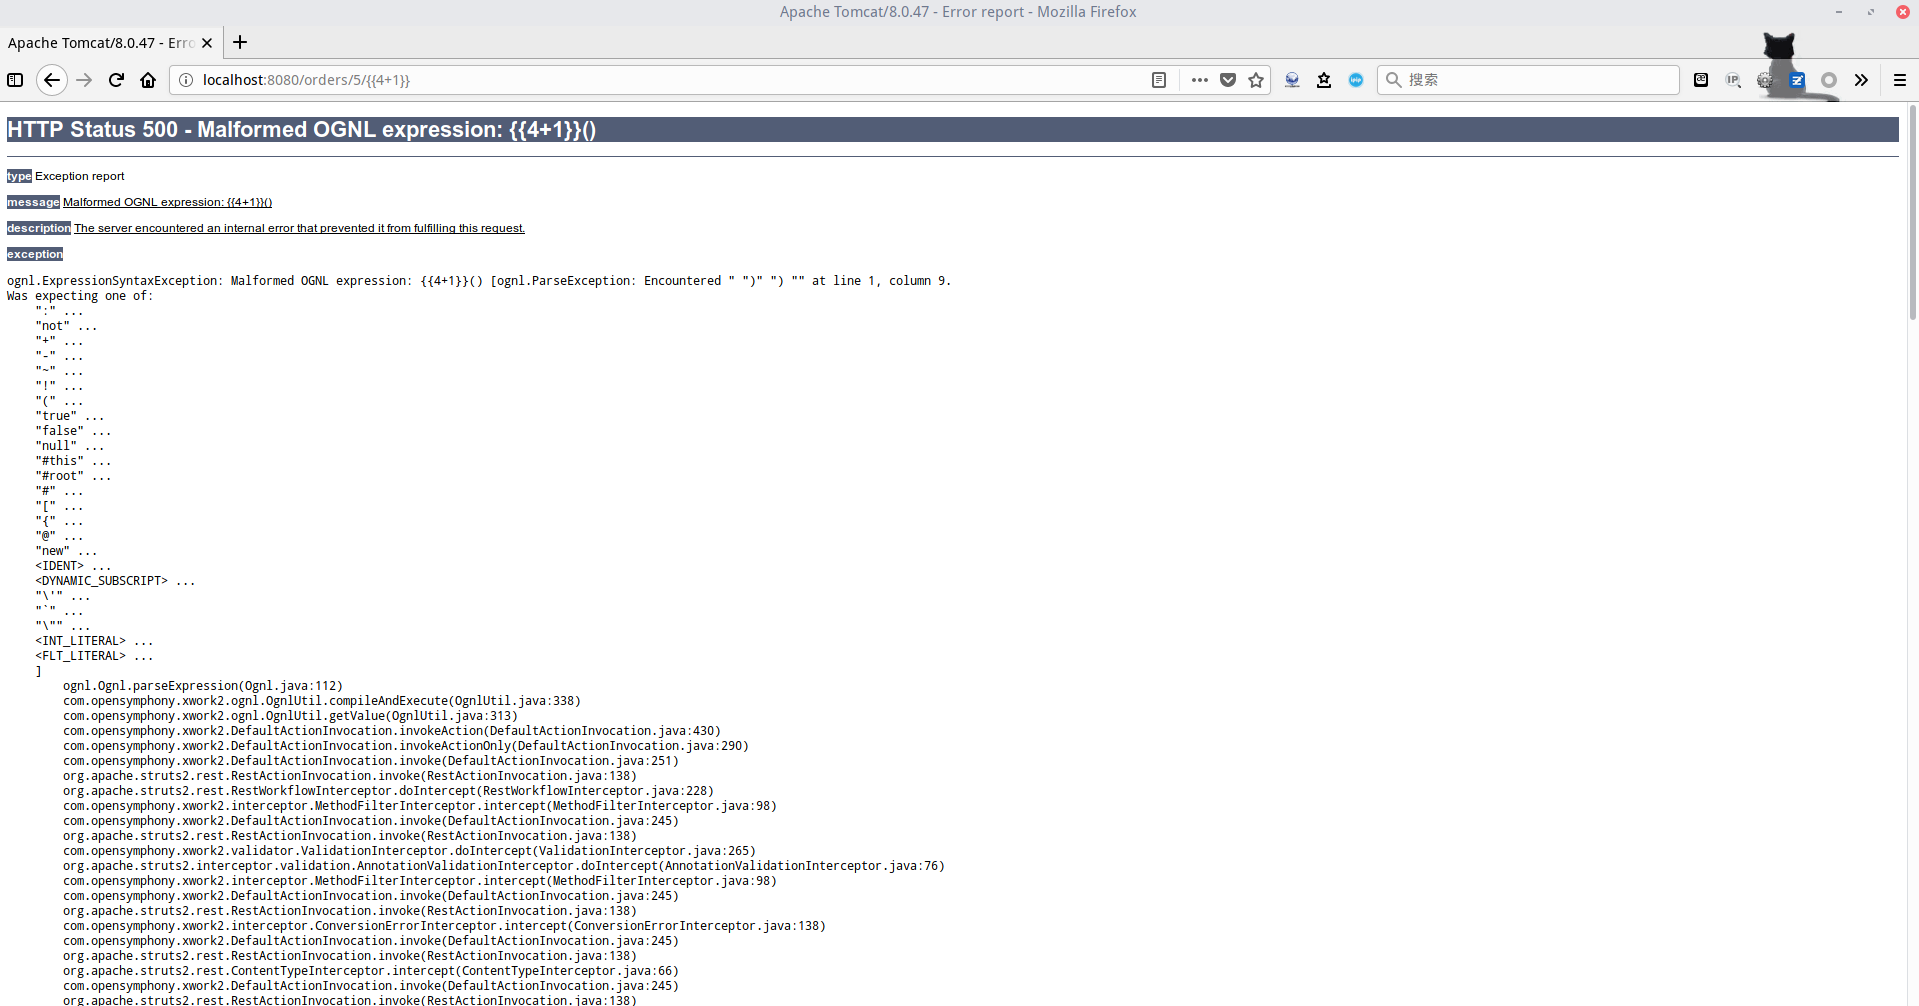 Apache Tomcat/8.0.47 - Error report - Mozilla Firefox
Apache Tomcat/8.0.47 - Erro
localhost:8080/orders/5/{{4+1}}
搜索
IP
HTTP Status 500 - Malformed OGNL expression: {{4+1}}()
type Exception report
message Malformed OGNL expression: {{4+1}}()
description The server encountered an internal error that prevented it from fulfilling this request.
exception
ognl.ExpressionSyntaxException: Malformed OGNL expression: {{4+1}}() [ognl.ParseException: Encountered " ")" ") "" at line 1, column 9.
Was expecting one of:
":" ...
"not" ...
"+" ...
"-" ...
"~" ...
"!" ...
"(" ...
"true" ...
"false" ...
"null" ...
"#this" ...
"#root" ...
"#" ...
"[" ...
"{" ...
"@" ...
"new" ...
<IDENT> ...
<DYNAMIC_SUBSCRIPT> ...
"\'" ...
"`" ...
"\"" ...
<INT_LITERAL> ...
<FLT_LITERAL> ...
]
ognl.Ognl.parseExpression(Ognl.java:112)
com.opensymphony.xwork2.ognl.OgnlUtil.compileAndExecute(OgnlUtil.java:338)
com.opensymphony.xwork2.ognl.OgnlUtil.getValue(OgnlUtil.java:313)
com.opensymphony.xwork2.DefaultActionInvocation.invokeAction(DefaultActionInvocation.java:430)
com.opensymphony.xwork2.DefaultActionInvocation.invokeActionOnly(DefaultActionInvocation.java:290)
com.opensymphony.xwork2.DefaultActionInvocation.invoke(DefaultActionInvocation.java:251)
org.apache.struts2.rest.RestActionInvocation.invoke(RestActionInvocation.java:138)
org.apache.struts2.rest.RestWorkflowInterceptor.doIntercept(RestWorkflowInterceptor.java:228)
com.opensymphony.xwork2.interceptor.MethodFilterInterceptor.intercept(MethodFilterInterceptor.java:98)
com.opensymphony.xwork2.DefaultActionInvocation.invoke(DefaultActionInvocation.java:245)
org.apache.struts2.rest.RestActionInvocation.invoke(RestActionInvocation.java:138)
com.opensymphony.xwork2.validator.ValidationInterceptor.doIntercept(ValidationInterceptor.java:265)
org.apache.struts2.interceptor.validation.AnnotationValidationInterceptor.doIntercept(AnnotationValidationInterceptor.java:76)
com.opensymphony.xwork2.interceptor.MethodFilterInterceptor.intercept(MethodFilterInterceptor.java:98)
com.opensymphony.xwork2.DefaultActionInvocation.invoke(DefaultActionInvocation.java:245)
org.apache.struts2.rest.RestActionInvocation.invoke(RestActionInvocation.java:138)
com.opensymphony.xwork2.interceptor.ConversionErrorInterceptor.intercept(ConversionErrorInterceptor.java:138)
com.opensymphony.xwork2.DefaultActionInvocation.invoke(DefaultActionInvocation.java:245)
org.apache.struts2.rest.RestActionInvocation.invoke(RestActionInvocation.java:138)
org.apache.struts2.rest.ContentTypeInterceptor.intercept(ContentTypeInterceptor.java:66)
com.opensymphony.xwork2.DefaultActionInvocation.invoke(DefaultActionInvocation.java:245)
org.apache.struts2.rest.RestActionInvocation.invoke(RestActionInvocation.java:138)